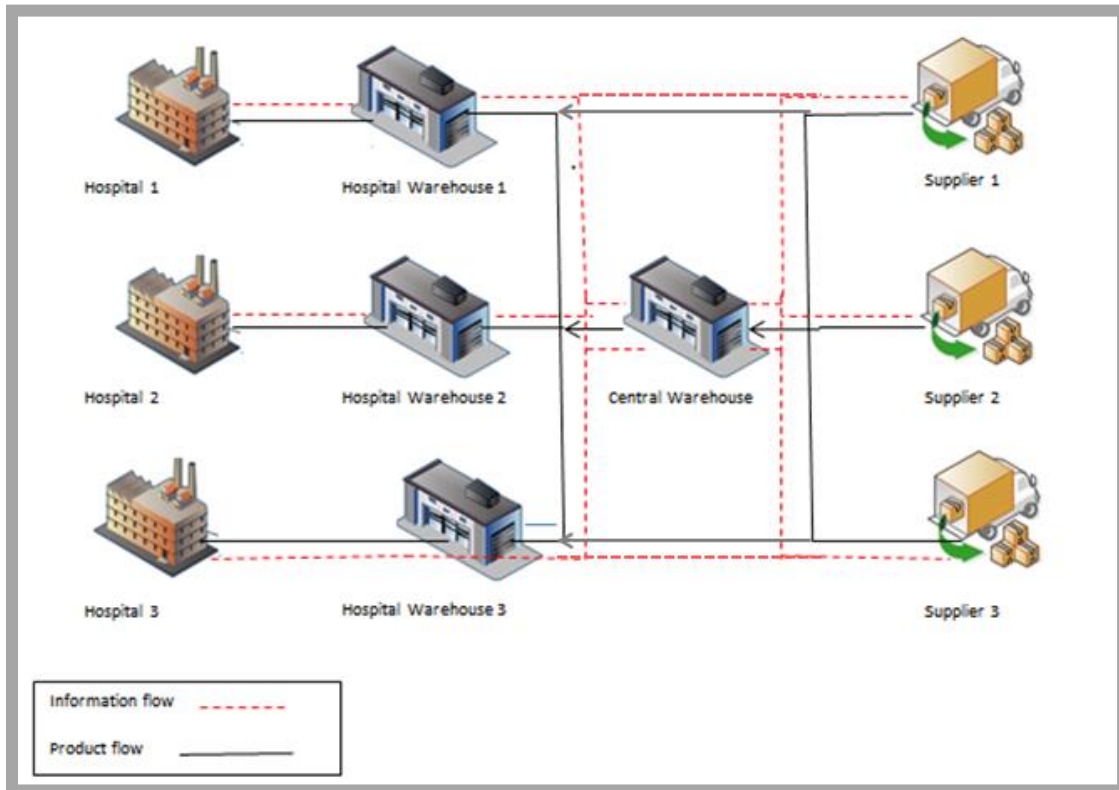 Hospital 1
Hospital Warehouse 1
Supplier 1
Hospital 2
Hospital Warehouse 2
Central Warehouse
Supplier 2
Hospital 3
Hospital Warehouse 3
Supplier 3
Information flow
Product flow